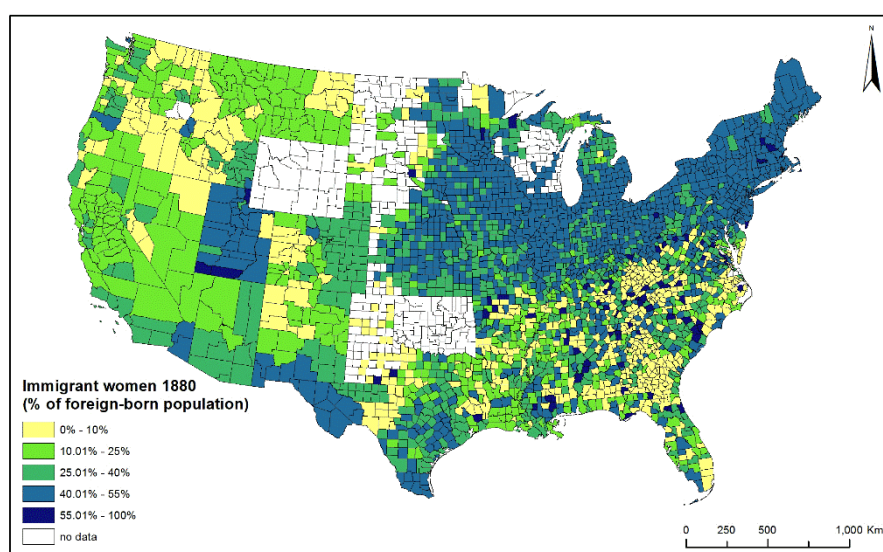 N
Immigrant women 1880
(% of foreign-born population)
0% - 10%
10.01% - 25%
25.01% - 40%
40.01% - 55%
55.01% - 100%
no data
0 250 500 1,000 Km